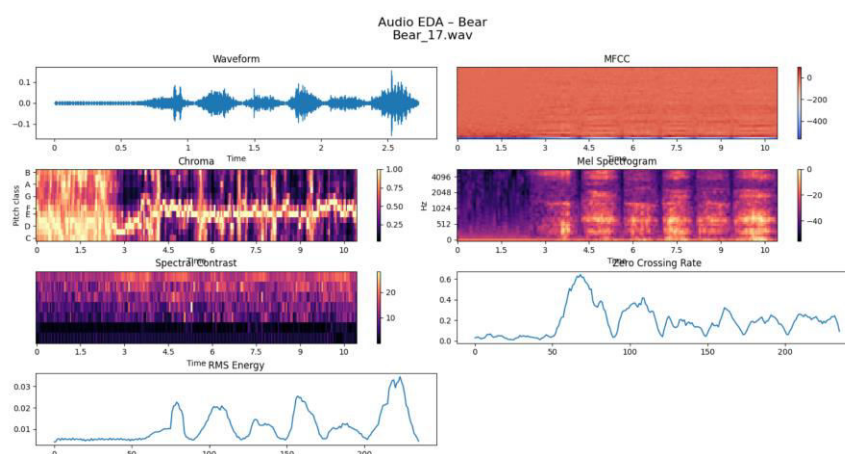 Audio EDA – Bear
Bear_17.wav
Waveform
0.1
0.0
−0.1
0 0.5 1 1.5 2 2.5
Time
MFCC
0
−200
−400
0 1.5 3 4.5 6 7.5 9 10
Time
Chroma
Pitch class
B
A
G
F
E
D
C
1.00
0.75
0.50
0.25
0 1.5 3 4.5 6 7.5 9 10
Time
Mel Spectrogram
Hz
4096
2048
1024
512
0
0
−20
−40
0 1.5 3 4.5 6 7.5 9 10
Time
Spectral Contrast
20
10
0 1.5 3 4.5 6 7.5 9 10
Time
Zero Crossing Rate
0.6
0.4
0.2
0.0
0 50 100 150 200
RMS Energy
0.03
0.02
0.01
0 50 100 150 200